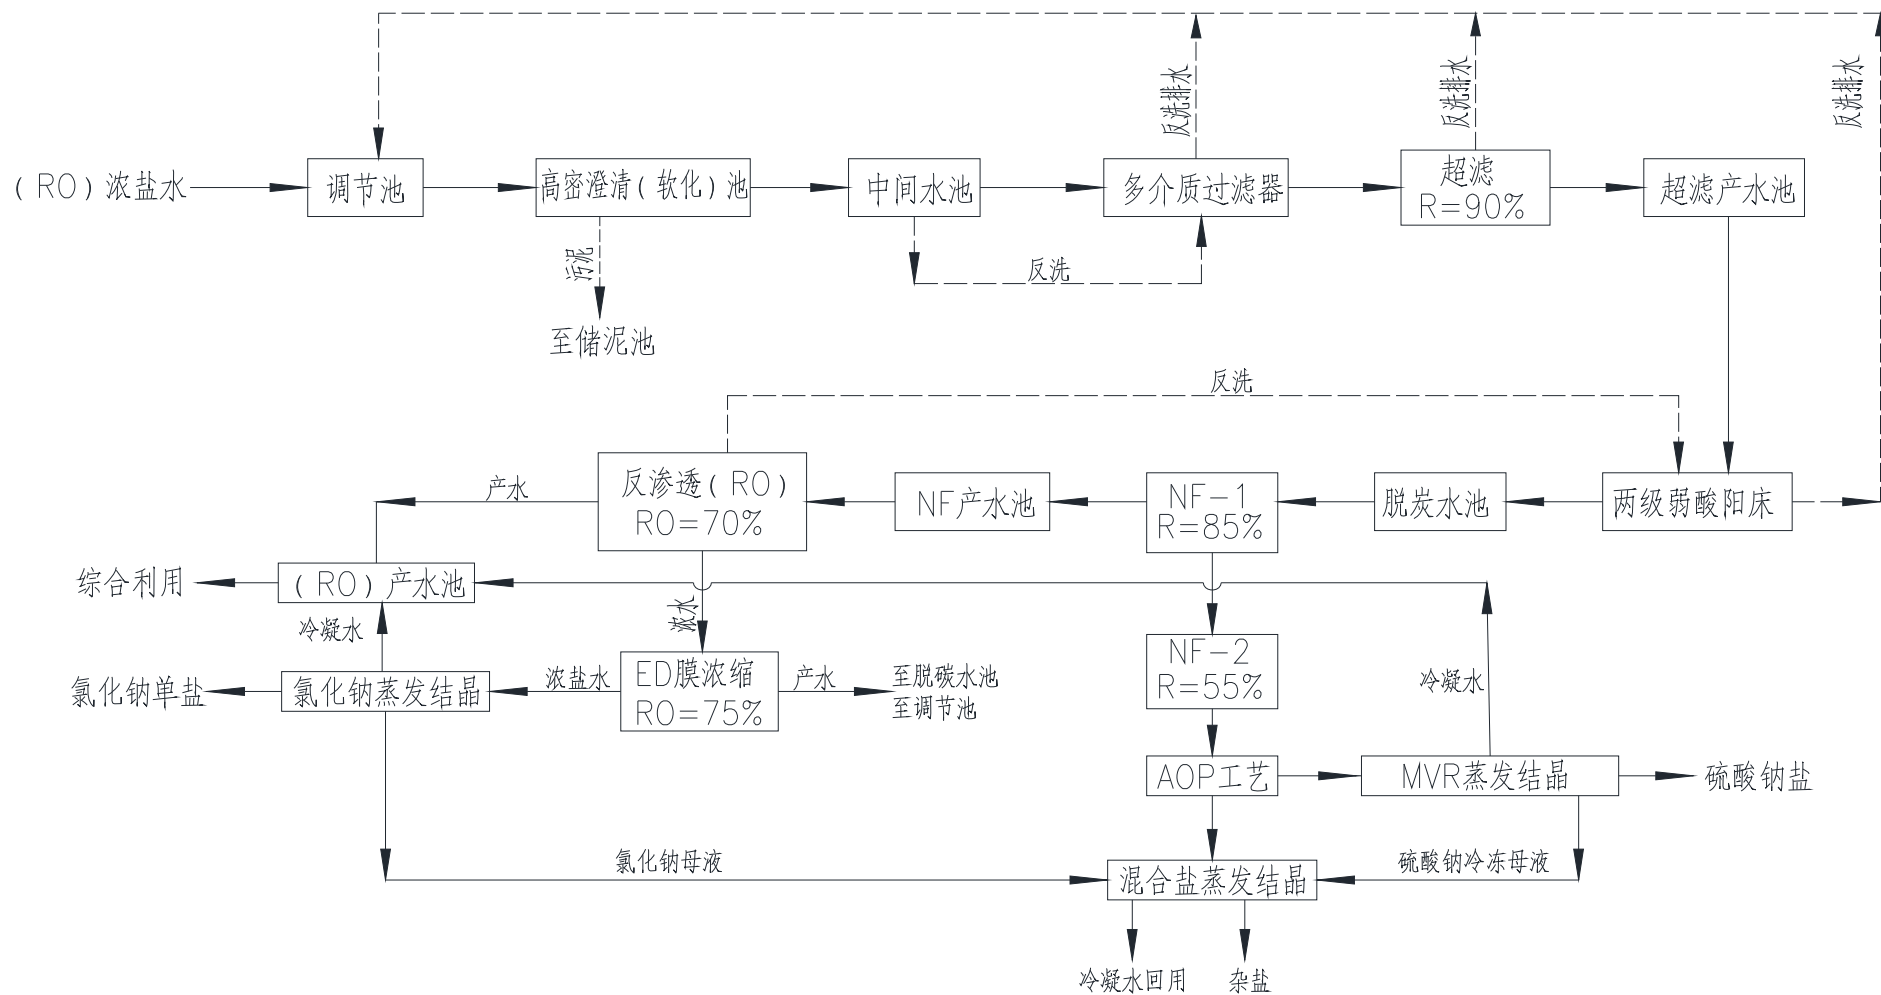 反洗排水
反洗排水
反洗排水
(RO)浓盐水
调节池
高密澄清(软化)池
中间水池
多介质过滤器
超滤
R=90%
超滤产水池
污泥
反洗
至储泥池
反洗
产水
反渗透(RO)
RO=70%
NF产水池
NF-1
R=85%
脱炭水池
两级弱酸阳床
综合利用
(RO)产水池
冷凝水
浓水
氯化钠单盐
氯化钠蒸发结晶
浓盐水
ED膜浓缩
RO=75%
产水
至脱碳水池
至调节池
NF-2
R=55%
冷凝水
AOP工艺
MVR蒸发结晶
硫酸钠盐
氯化钠母液
混合盐蒸发结晶
硫酸钠冷冻母液
冷凝水回用
杂盐